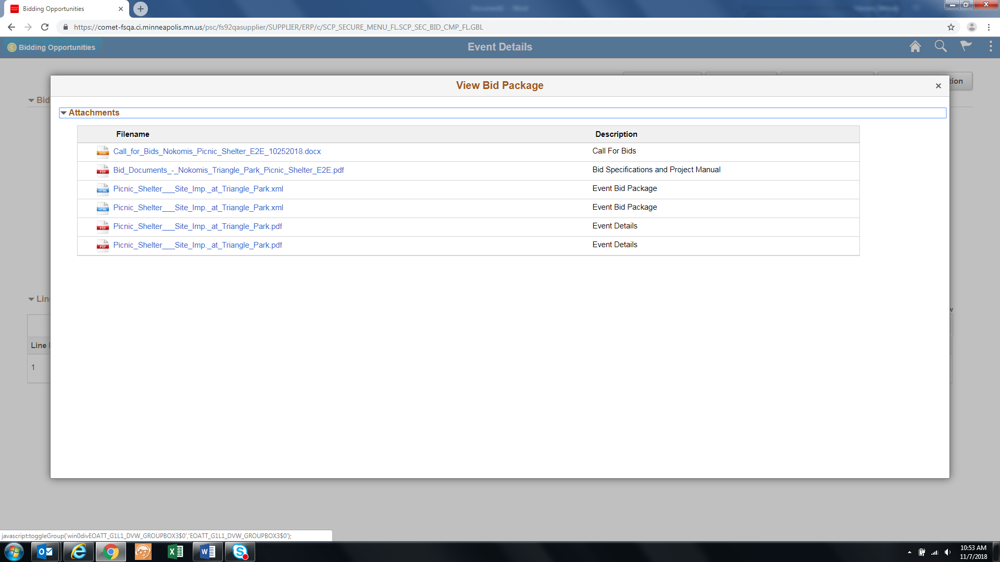 Bidding Opportunities
https://comet-fsqa.ci.minneapolis.mn.us/psc/fs92qasupplier/SUPPLIER/ERP/c/SCP_SECURE_MENU_FL.SCP_SEC_BID_CMP_FL.GBL
Bidding Opportunities
Event Details
View Bid Package
tion
Bid
Attachments
Filename Description
Call_for_Bids_Nokomis_Picnic_Shelter_E2E_10252018.docx Call For Bids
Bid_Documents_-_Nokomis_Triangle_Park_Picnic_Shelter_E2E.pdf Bid Specifications and Project Manual
Picnic_Shelter___Site_Imp._at_Triangle_Park.xml Event Bid Package
Picnic_Shelter___Site_Imp._at_Triangle_Park.xml Event Bid Package
Picnic_Shelter___Site_Imp._at_Triangle_Park.pdf Event Details
Picnic_Shelter___Site_Imp._at_Triangle_Park.pdf Event Details
Lin
w
Line
1
javascript:toggleGroup('win0divEOATT_G1L1_DVW_GROUPBOX3$0','EOATT_G1L1_DVW_GROUPBOX3$0');
10:53 AM
11/7/2018